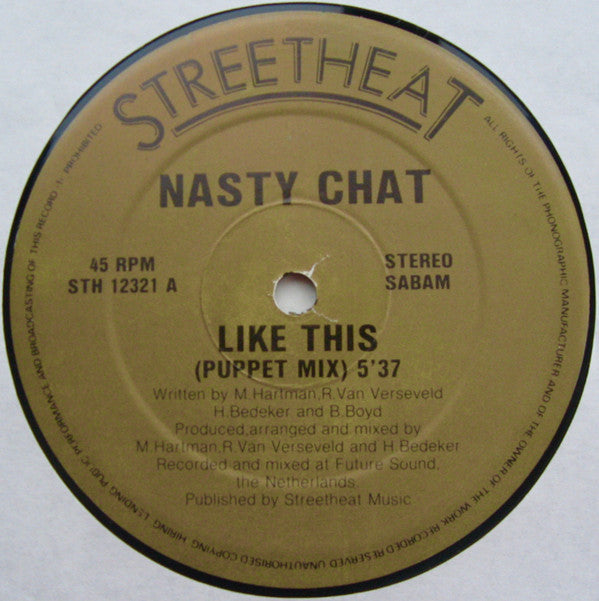 STREETHEAT
NASTY CHAT
45 RPM
STH 12321 A
STEREO
SABAM
LIKE THIS
(PUPPET MIX) 5'37
Written by M.Hartman,R.Van Verseveld
H.Bedeker and B.Boyd
Produced,arranged and mixed by
M.Hartman,R.Van Verseveld and H.Bedeker
Recorded and mixed at Future Sound,
the Netherlands.
Published by Streetheat Music.
ALL RIGHTS OF THE PHONOGRAPHIC MANUFACTURER AND OF THE OWNER OF THE WORK RECORDED RESERVED UNAUTHORISED COPYING HIRING, LENDING PUBLIC PERFORMANCE AND BROADCASTING OF THIS RECORD PROHIBITED